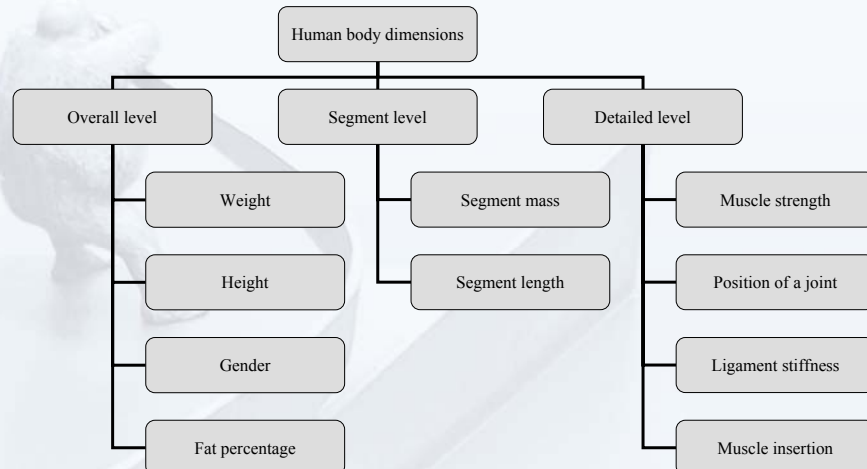 Human body dimensions
Overall level
Segment level
Detailed level
Weight
Segment mass
Muscle strength
Height
Segment length
Position of a joint
Gender
Ligament stiffness
Fat percentage
Muscle insertion